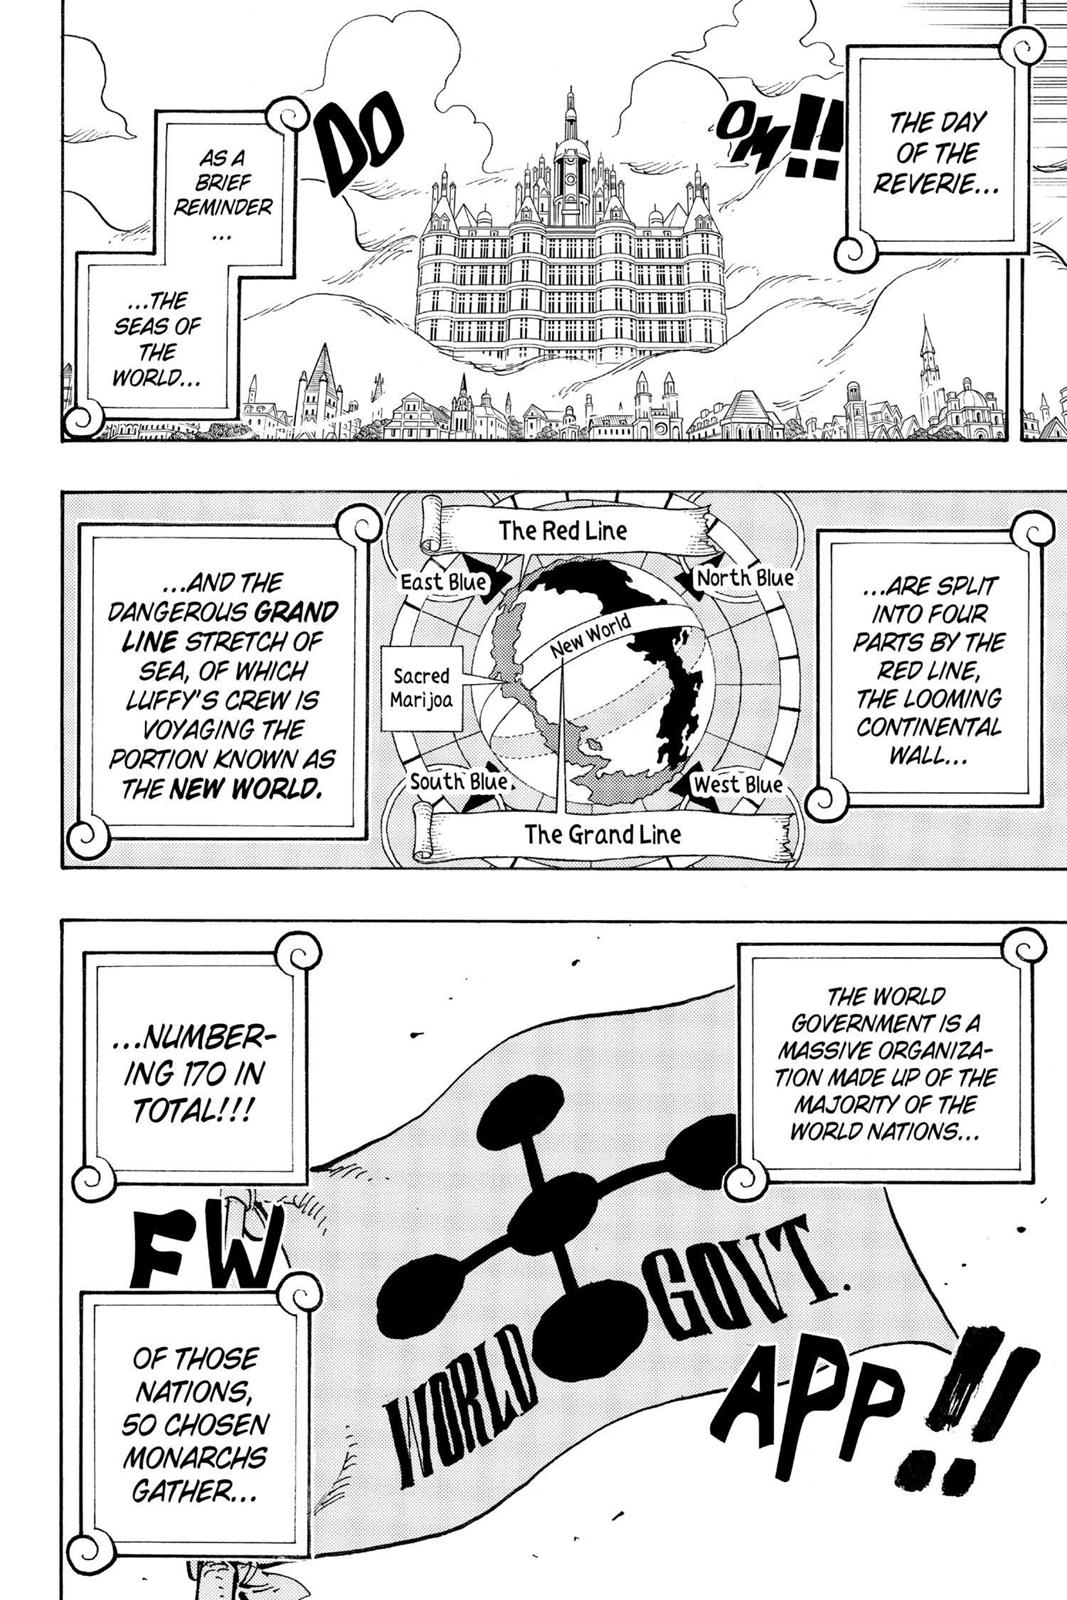 THE DAY
OF THE
REVERIE...
DO
OM!!
AS A
BRIEF
REMINDER
...
...THE
SEAS OF
THE
WORLD...
...ARE SPLIT
INTO FOUR
PARTS BY THE
RED LINE,
THE LOOMING
CONTINENTAL
WALL...
The Red Line
East Blue
North Blue
New World
Sacred
Marijoa
South Blue
West Blue
The Grand Line
...AND THE
DANGEROUS GRAND
LINE STRETCH OF
SEA, OF WHICH
LUFFY'S CREW IS
VOYAGING THE
PORTION KNOWN AS
THE NEW WORLD.
THE WORLD
GOVERNMENT IS A
MASSIVE ORGANIZA-
TION MADE UP OF THE
MAJORITY OF THE
WORLD NATIONS...
...NUMBER-
ING 170 IN
TOTAL!!!
FW
APP!!
WORLD GOVT.
OF THOSE
NATIONS,
50 CHOSEN
MONARCHS
GATHER...